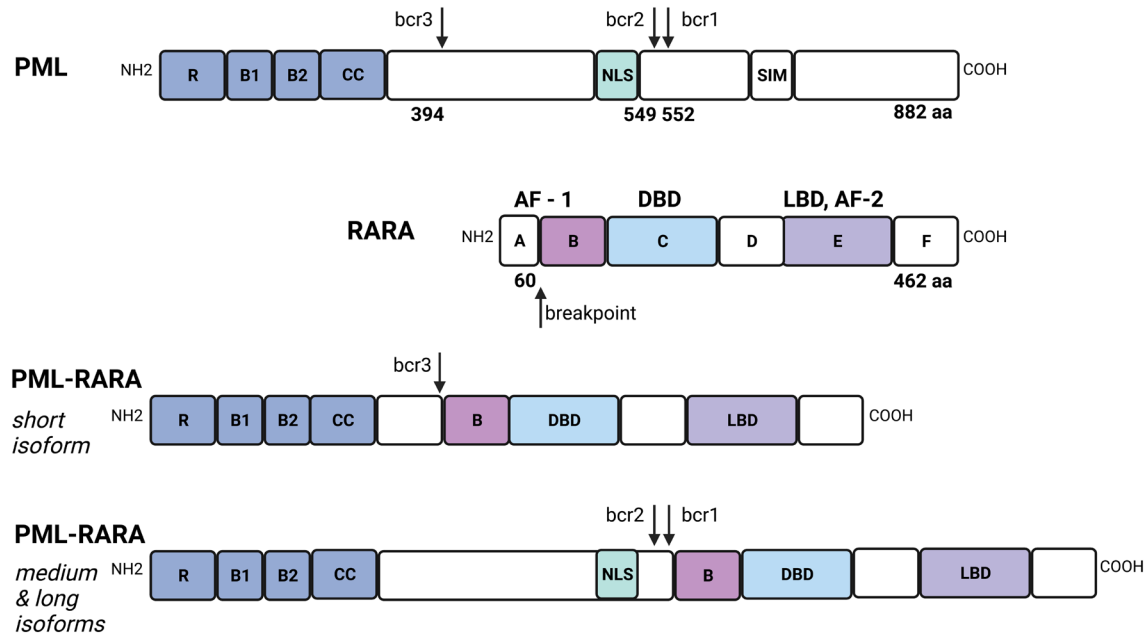 bcr3 bcr2 bcr1
PML NH2 R B1 B2 CC NLS SIM COOH
394 549 552 882 aa
AF - 1 DBD LBD, AF-2
RARA NH2 A B C D E F COOH
60 462 aa
breakpoint
bcr3
PML-RARA
short NH2 R B1 B2 CC B DBD LBD COOH
isoform
bcr2 bcr1
PML-RARA
medium NH2 R B1 B2 CC NLS B DBD LBD COOH
& long
isoforms